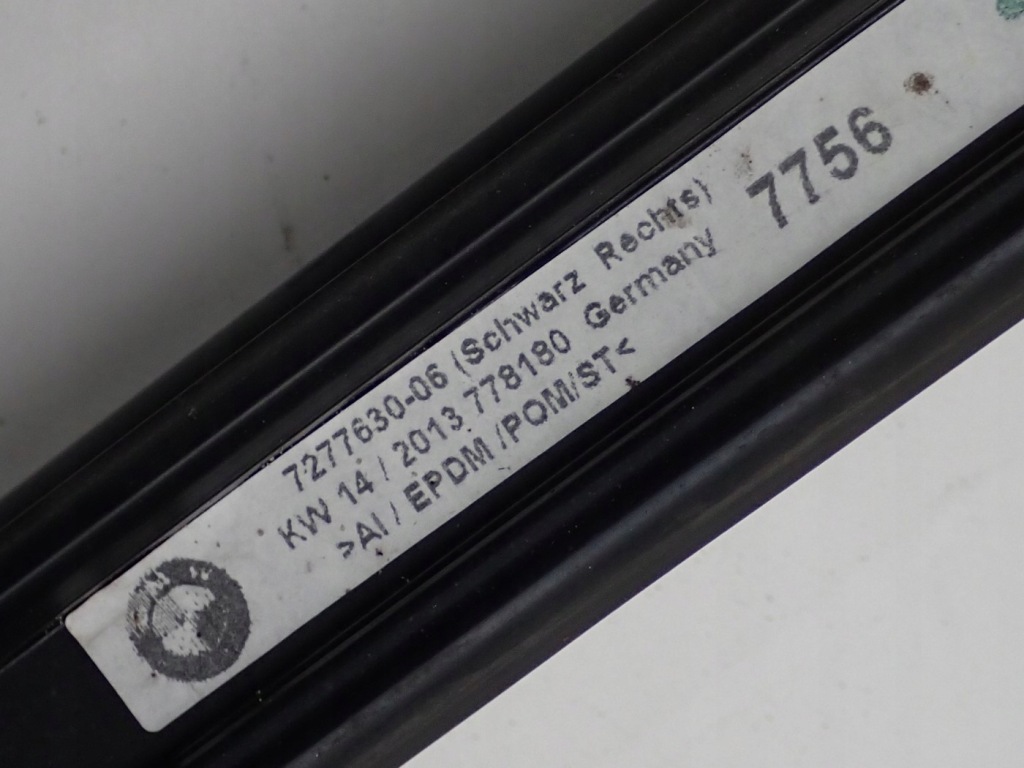 7277630-06 (Schwarz Rechts)
KW 14 / 2013 778180 Germany
>Al / EPDM /POM/ST<
7756